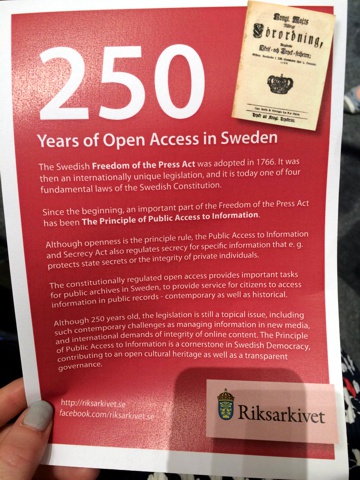 250
Years of Open Access in Sweden
Kongl. Maj:ts
Nådige
Förordning,
Angående
Skrif- och Tryck-friheten;
The Swedish Freedom of the Press Act was adopted in 1766. It was
then an internationally unique legislation, and it is today one of four
fundamental laws of the Swedish Constitution.
Since the beginning, an important part of the Freedom of the Press Act
has been The Principle of Public Access to Information.
Although openness is the principle rule, the Public Access to Information
and Secrecy Act also regulates secrecy for specific information that e. g.
protects state secrets or the integrity of private individuals.
The constitutionally regulated open access provides important tasks
for public archives in Sweden, to provide service for citizens to access
information in public records - contemporary as well as historical.
Although 250 years old, the legislation is still a topical issue, including
such contemporary challenges as managing information in new media,
and international demands of integrity of online content. The Principle
of Public Access to Information is a cornerstone in Swedish Democracy,
contributing to an open cultural heritage as well as a transparent
governance.
http://riksarkivet.se
facebook.com/riksarkivet.se
Riksarkivet